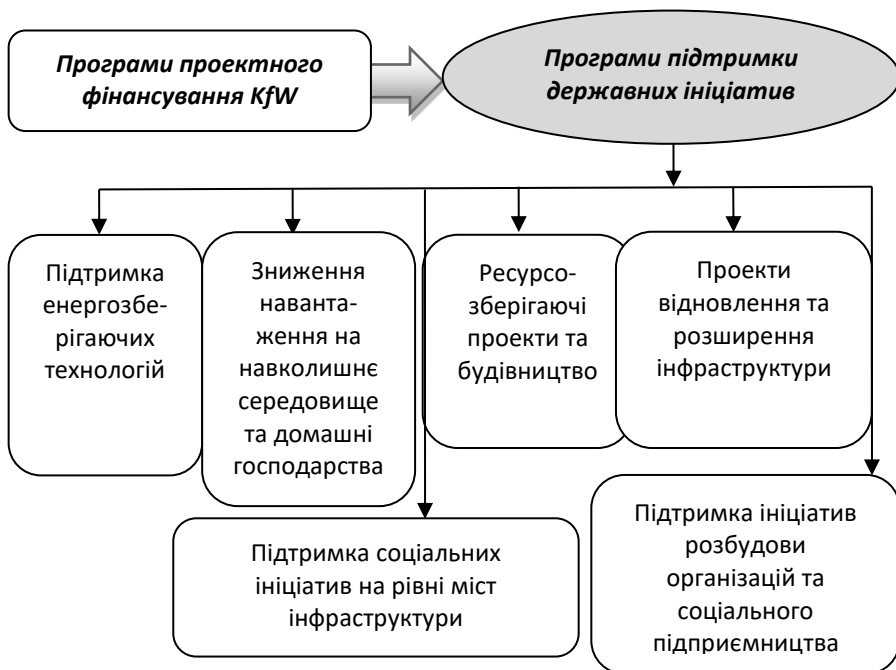 Програми проектного
фінансування KfW
Програми підтримки
державних ініціатив
Підтримка
енергозбе-
рігаючих
технологій
Зниження
наванта-
ження на
навколишнє
середовище
та домашні
господарства
Ресурсо-
зберігаючі
проекти та
будівництво
Проекти
відновлення та
розширення
інфраструктури
Підтримка соціальних
ініціатив на рівні міст
інфраструктури
Підтримка ініціатив
розбудови
організацій та
соціального
підприємництва